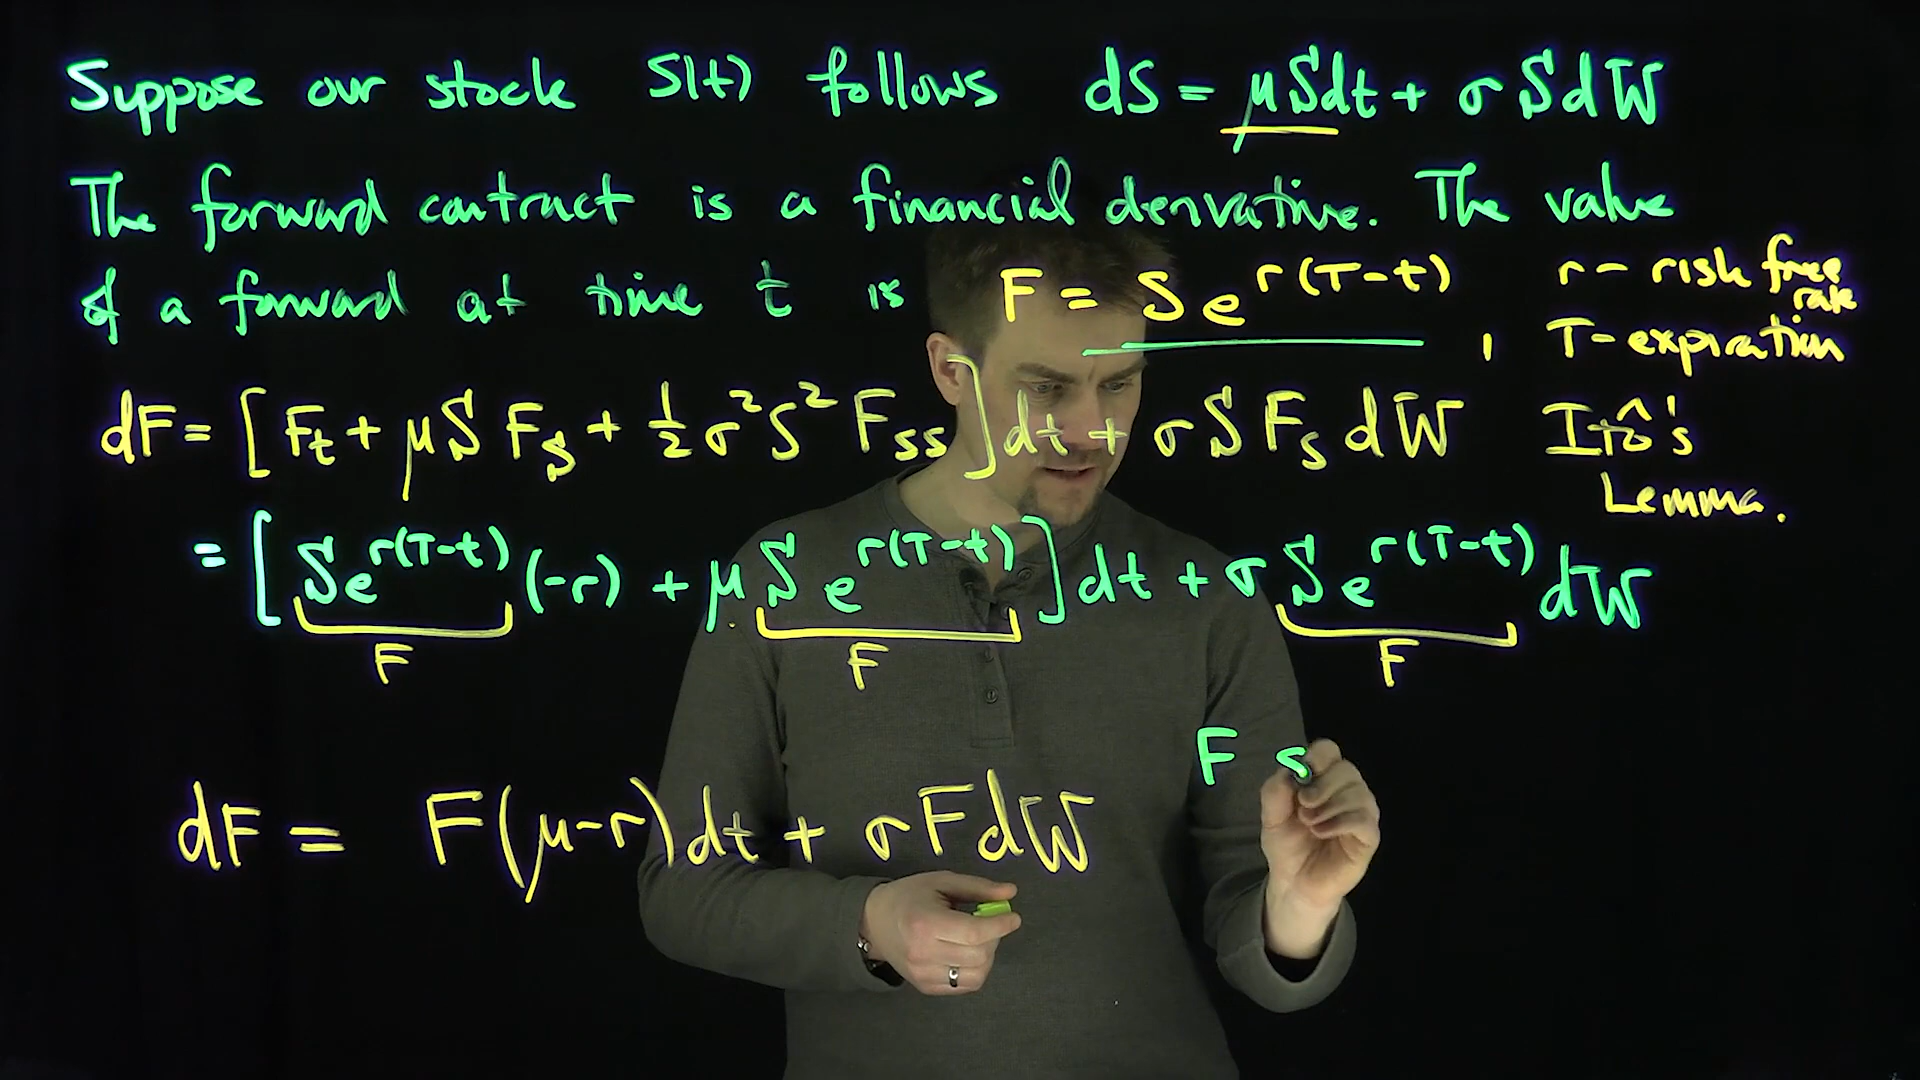 Suppose our stock S(t) follows dS = μSdt + σSdW
The forward contract is a financial derivative. The value
of a forward at time t is F = Se^{r(T-t)} ,
r - risk free rate
T - expiration
dF = [F_t + μSF_S + ½σ²S²F_SS]dt + σSF_S dW
Itô's
Lemma.
= [Se^{r(T-t)}(-r) + μSe^{r(T-t)}]dt + σSe^{r(T-t)}dW
F F F
F
dF = F(μ-r)dt + σFdW